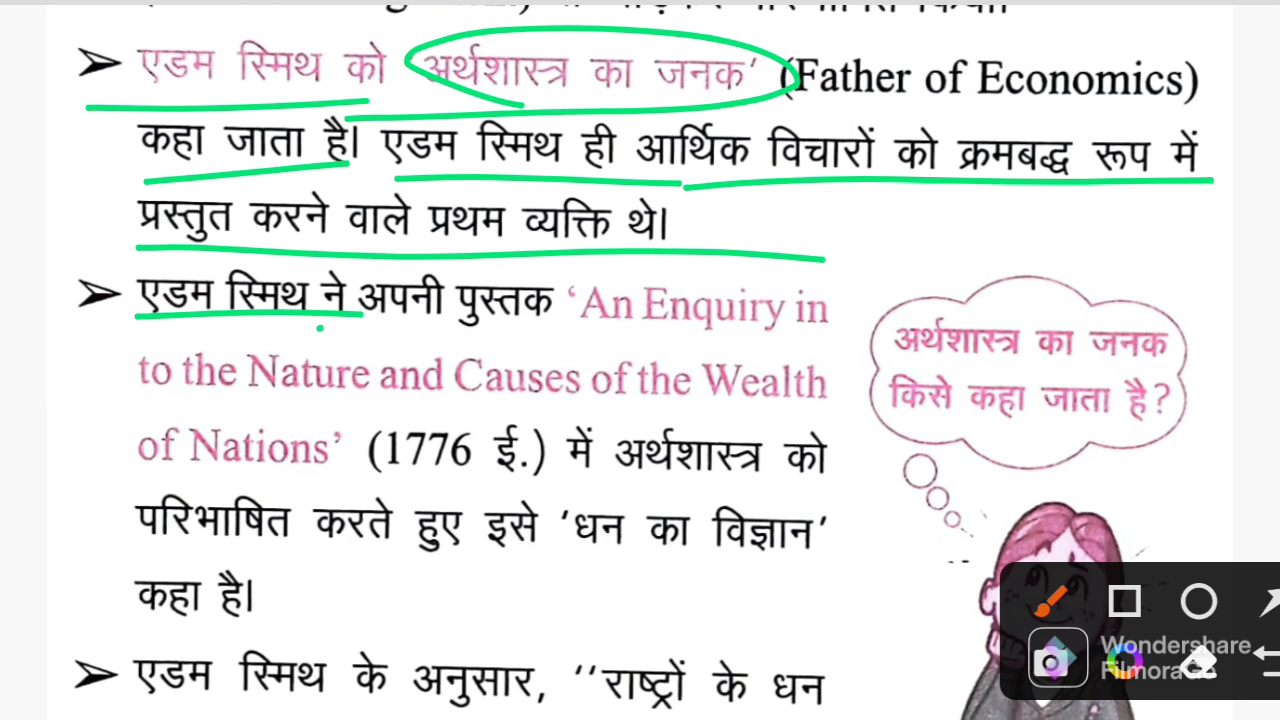 एडम स्मिथ को अर्थशास्त्र का जनक' (Father of Economics)
कहा जाता है। एडम स्मिथ ही आर्थिक विचारों को क्रमबद्ध रूप में
प्रस्तुत करने वाले प्रथम व्यक्ति थे।
एडम स्मिथ ने अपनी पुस्तक ‘An Enquiry in
to the Nature and Causes of the Wealth
of Nations’ (1776 ई.) में अर्थशास्त्र को
परिभाषित करते हुए इसे ‘धन का विज्ञान’
कहा है।
एडम स्मिथ के अनुसार, ‘‘राष्ट्रों के धन
अर्थशास्त्र का जनक
किसे कहा जाता है?
Wondershare